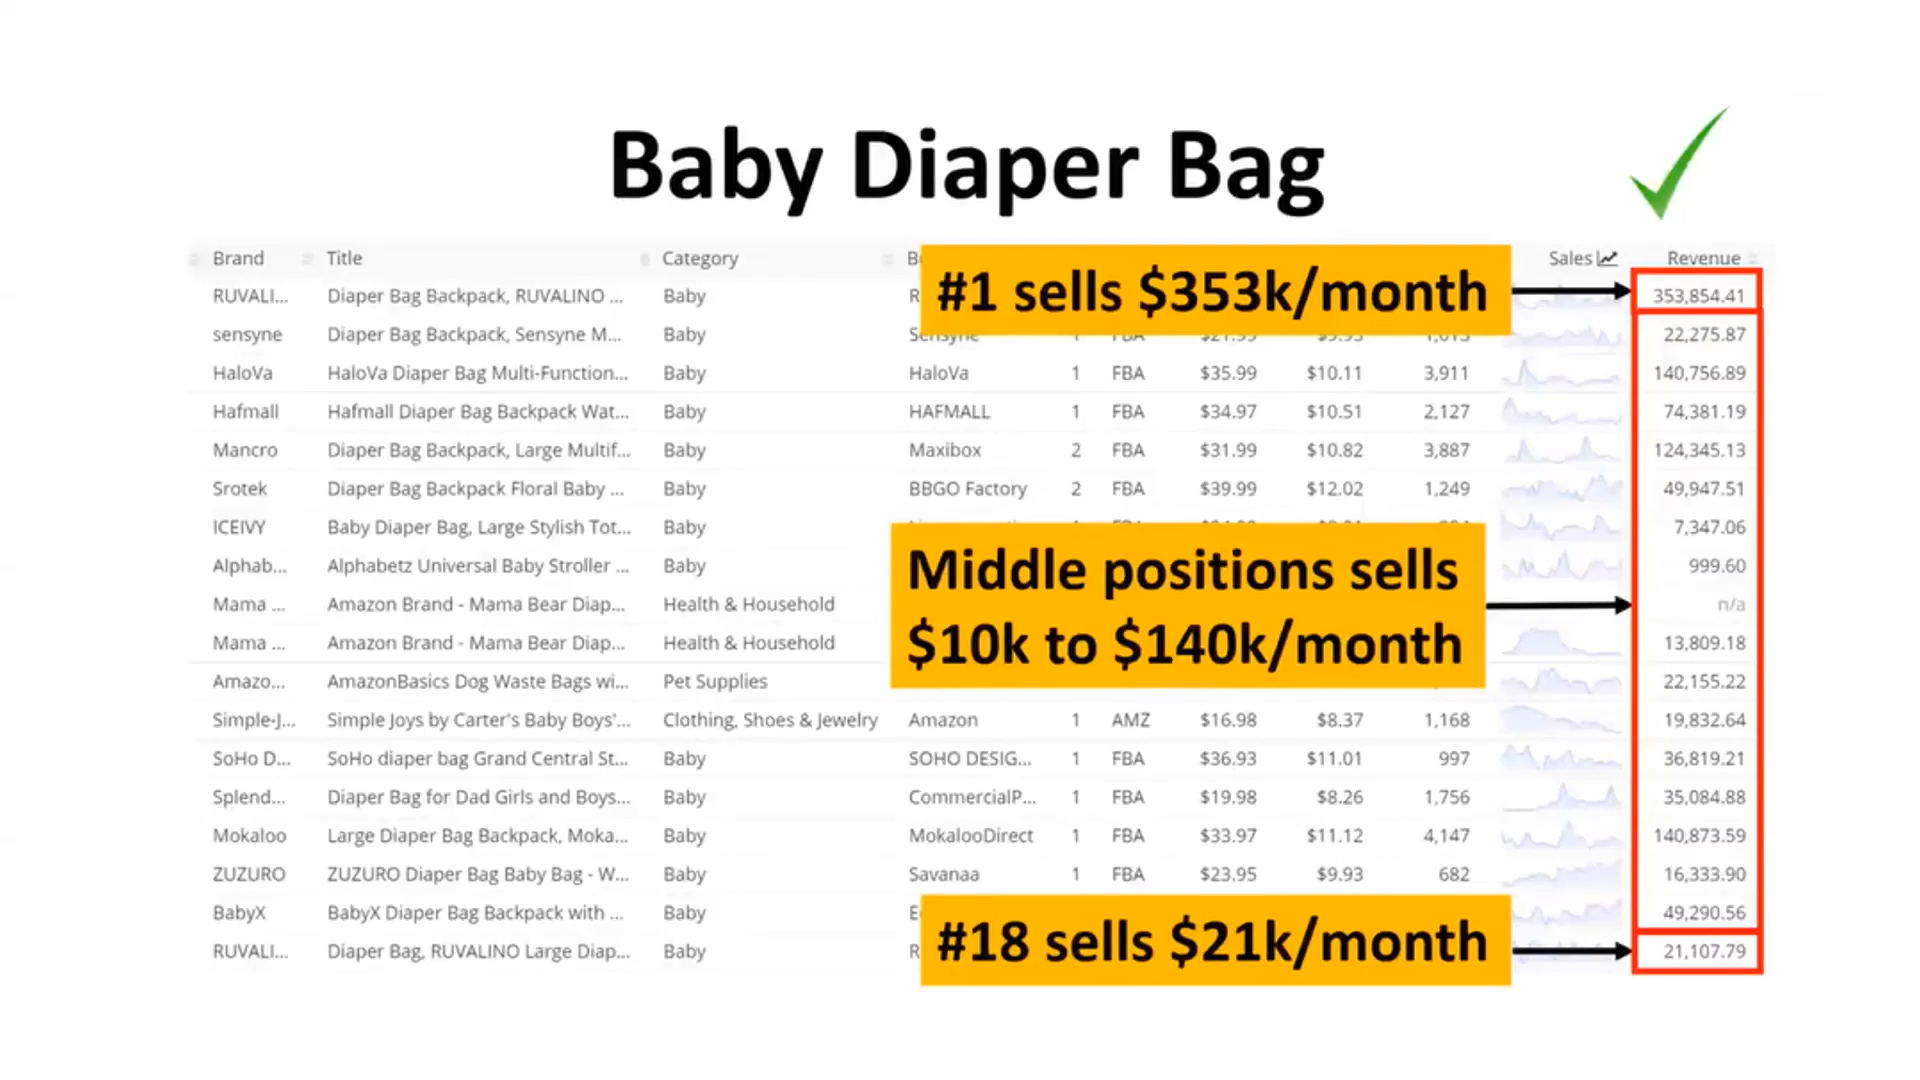 Baby Diaper Bag
Brand Title Category Sales Revenue
#1 sells $353k/month
RUVALI... Diaper Bag Backpack, RUVALINO ... Baby 353,854.41
sensyne Diaper Bag Backpack, Sensyne M... Baby 22,275.87
HaloVa HaloVa Diaper Bag Multi-Function... Baby HaloVa 1 FBA $35.99 $10.11 3,911 140,756.89
Hafmall Hafmall Diaper Bag Backpack Wat... Baby HAFMALL 1 FBA $34.97 $10.51 2,127 74,381.19
Mancro Diaper Bag Backpack, Large Multif... Baby Maxibox 2 FBA $31.99 $10.82 3,887 124,345.13
Srotek Diaper Bag Backpack Floral Baby ... Baby BBGO Factory 2 FBA $39.99 $12.02 1,249 49,947.51
ICEIVY Baby Diaper Bag, Large Stylish Tot... Baby 7,347.06
Alphab... Alphabetz Universal Baby Stroller ... Baby 999.60
Middle positions sells
$10k to $140k/month
Mama ... Amazon Brand - Mama Bear Diap... Health & Household n/a
Mama ... Amazon Brand - Mama Bear Diap... Health & Household 13,809.18
Amazo... AmazonBasics Dog Waste Bags wi... Pet Supplies 22,155.22
Simple-J... Simple Joys by Carter's Baby Boys'... Clothing, Shoes & Jewelry Amazon 1 AMZ $16.98 $8.37 1,168 19,832.64
SoHo D... SoHo diaper bag Grand Central St... Baby SOHO DESIG... 1 FBA $36.93 $11.01 997 36,819.21
Splend... Diaper Bag for Dad Girls and Boys... Baby CommercialP... 1 FBA $19.98 $8.26 1,756 35,084.88
Mokaloo Large Diaper Bag Backpack, Moka... Baby MokalooDirect 1 FBA $33.97 $11.12 4,147 140,873.59
ZUZURO ZUZURO Diaper Bag Baby Bag - W... Baby Savanaa 1 FBA $23.95 $9.93 682 16,333.90
BabyX BabyX Diaper Bag Backpack with ... Baby 49,290.56
#18 sells $21k/month
RUVALI... Diaper Bag, RUVALINO Large Diap... Baby 21,107.79